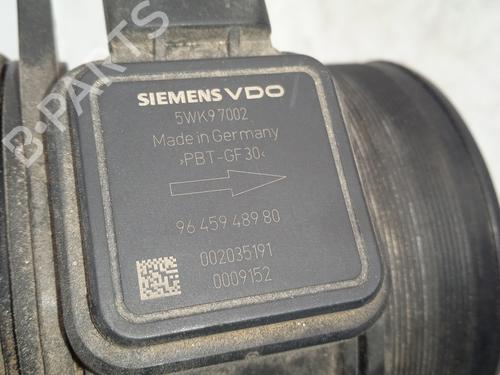 SIEMENS VDO
5WK97002
Made in Germany
›PBT-GF30‹
96 459 489 80
002035191
0009152
B-PARTS